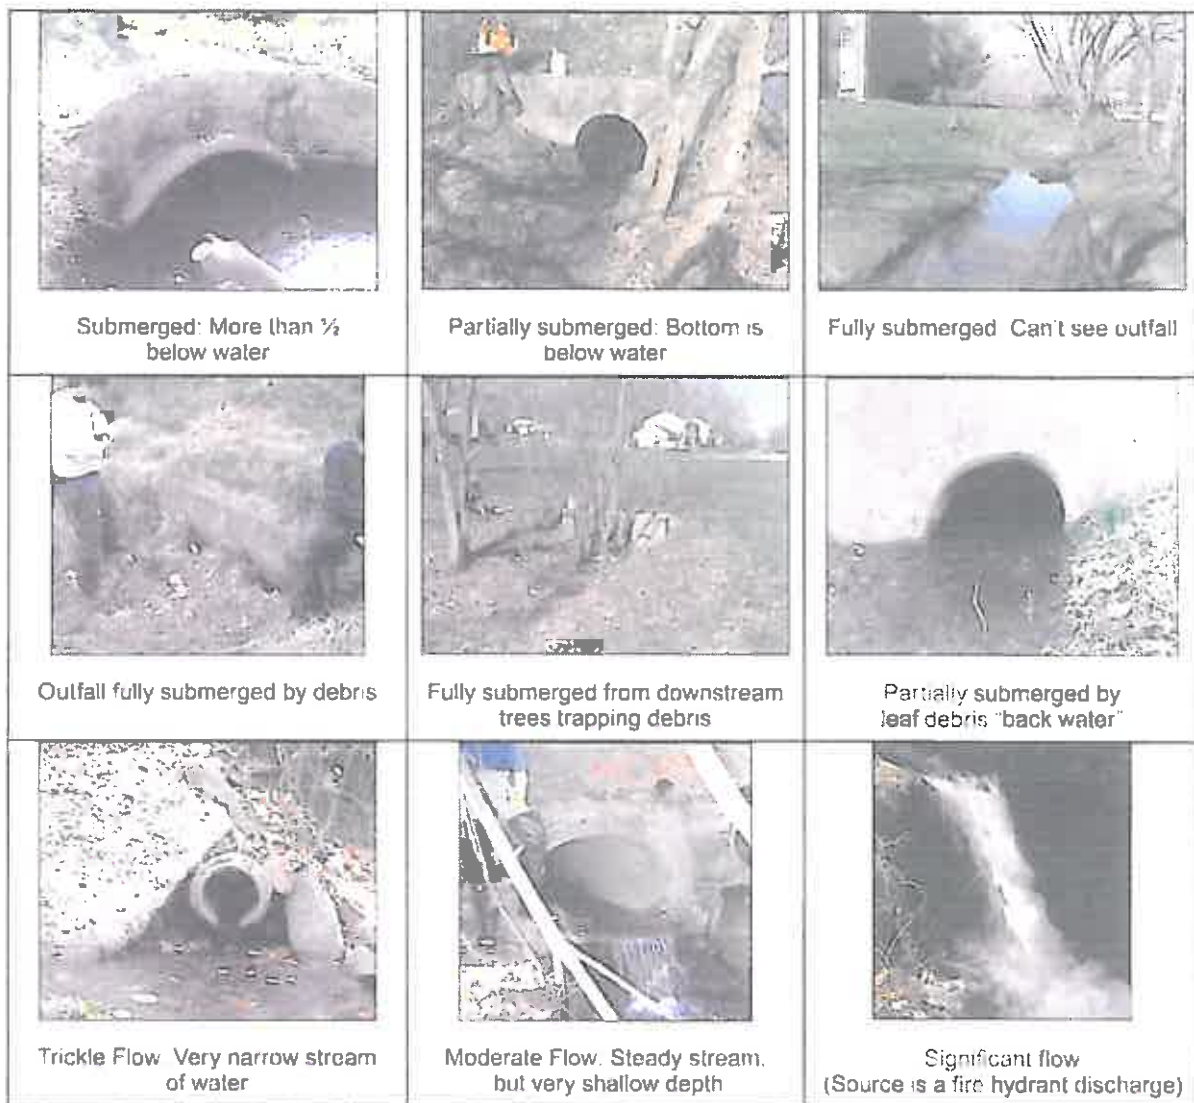 Submerged: More than ½
below water
Partially submerged: Bottom is
below water
Fully submerged. Can't see outfall
Outfall fully submerged by debris
Fully submerged from downstream
trees trapping debris
Partially submerged by
leaf debris "back water"
Trickle Flow. Very narrow stream
of water
Moderate Flow. Steady stream,
but very shallow depth
Significant flow
(Source is a fire hydrant discharge)